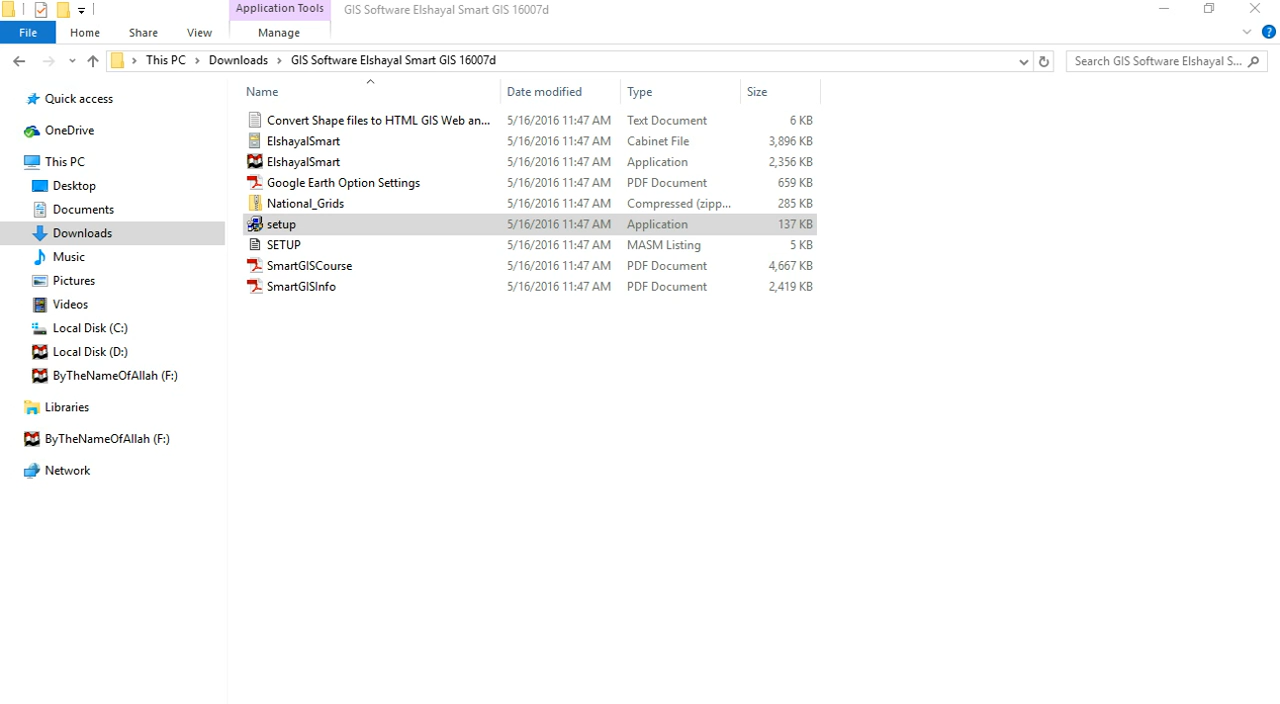 Application Tools
GIS Software Elshayal Smart GIS 16007d
File Home Share View Manage
This PC Downloads GIS Software Elshayal Smart GIS 16007d
Search GIS Software Elshayal S...
Name Date modified Type Size
Convert Shape files to HTML GIS Web an... 5/16/2016 11:47 AM Text Document 6 KB
ElshayalSmart 5/16/2016 11:47 AM Cabinet File 3,896 KB
ElshayalSmart 5/16/2016 11:47 AM Application 2,356 KB
Google Earth Option Settings 5/16/2016 11:47 AM PDF Document 659 KB
National_Grids 5/16/2016 11:47 AM Compressed (zipp... 285 KB
setup 5/16/2016 11:47 AM Application 137 KB
SETUP 5/16/2016 11:47 AM MASM Listing 5 KB
SmartGISCourse 5/16/2016 11:47 AM PDF Document 4,667 KB
SmartGISInfo 5/16/2016 11:47 AM PDF Document 2,419 KB
Quick access
OneDrive
This PC
Desktop
Documents
Downloads
Music
Pictures
Videos
Local Disk (C:)
Local Disk (D:)
ByTheNameOfAllah (F:)
Libraries
ByTheNameOfAllah (F:)
Network